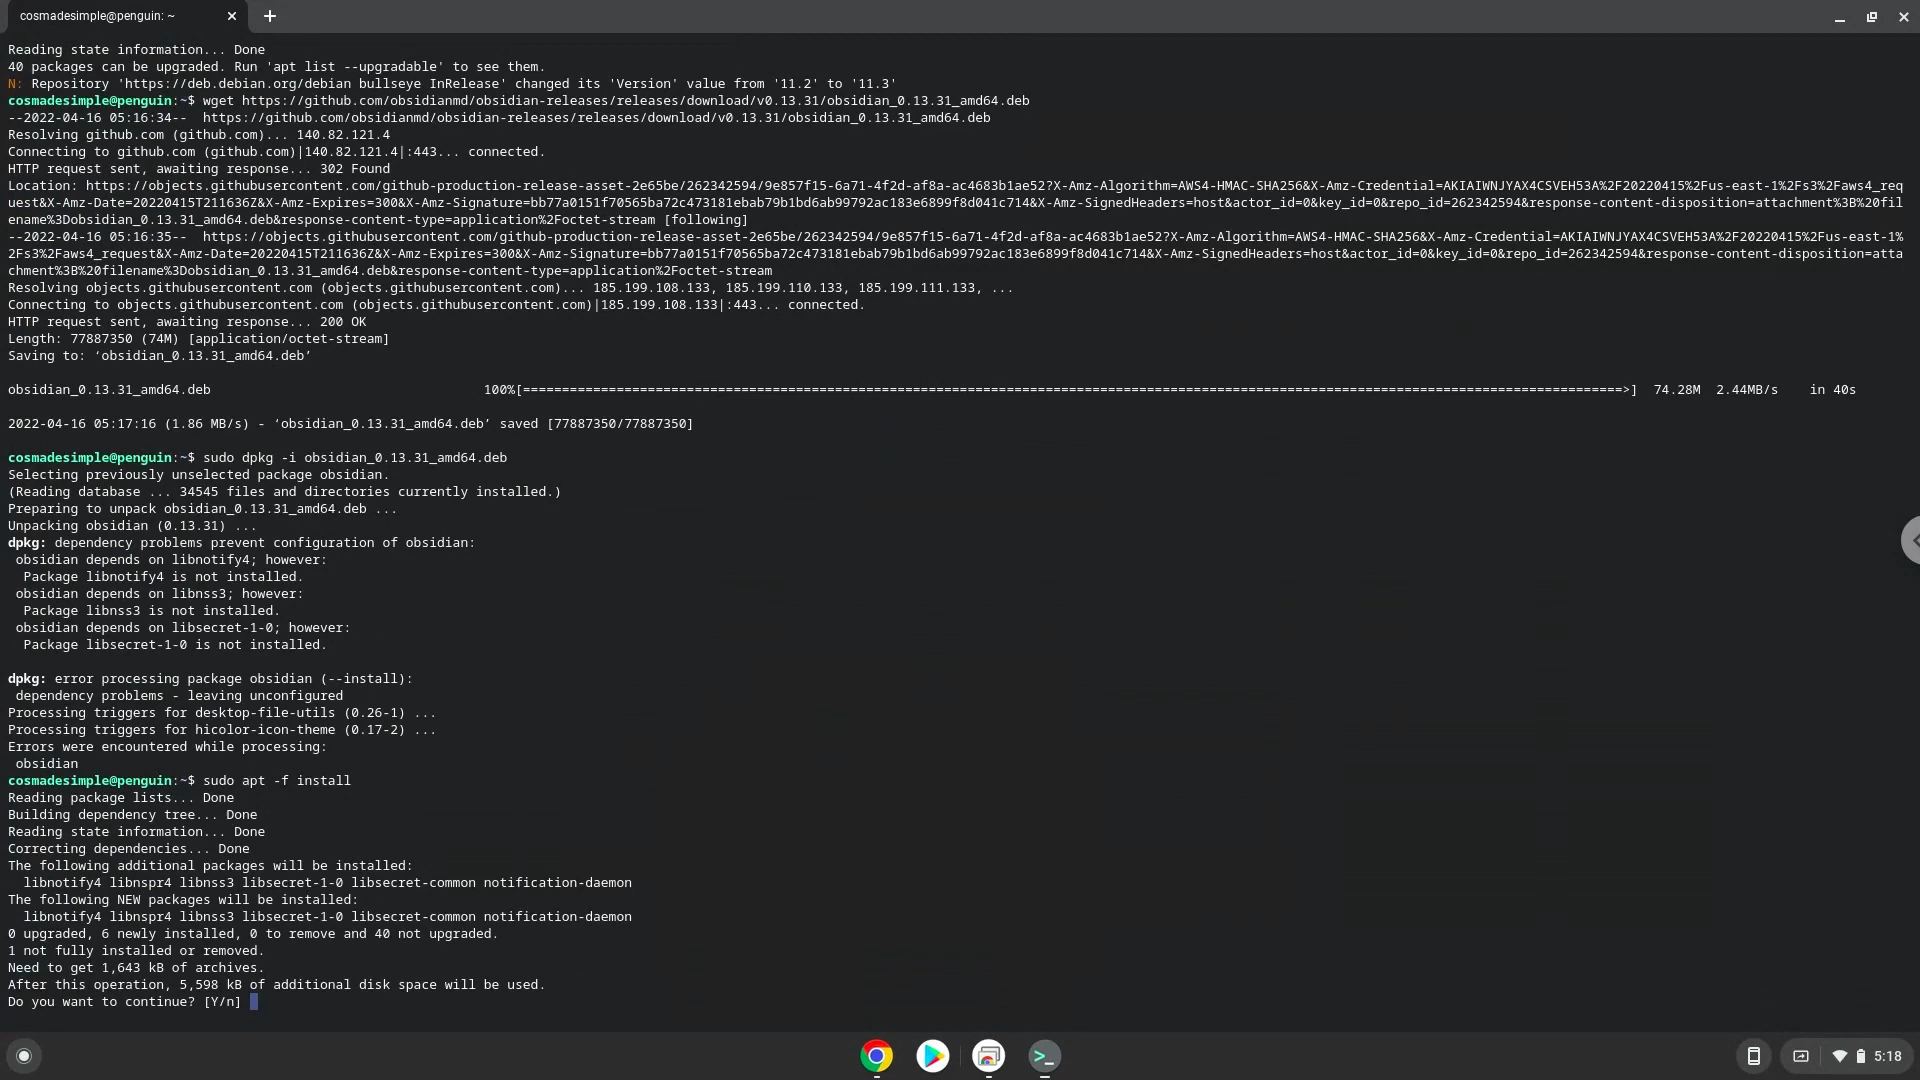 cosmadesimple@penguin: ~
Reading state information... Done
40 packages can be upgraded. Run 'apt list --upgradable' to see them.
N: Repository 'https://deb.debian.org/debian bullseye InRelease' changed its 'Version' value from '11.2' to '11.3'
cosmadesimple@penguin:~$ wget https://github.com/obsidianmd/obsidian-releases/releases/download/v0.13.31/obsidian_0.13.31_amd64.deb
--2022-04-16 05:16:34--  https://github.com/obsidianmd/obsidian-releases/releases/download/v0.13.31/obsidian_0.13.31_amd64.deb
Resolving github.com (github.com)... 140.82.121.4
Connecting to github.com (github.com)|140.82.121.4|:443... connected.
HTTP request sent, awaiting response... 302 Found
Location: https://objects.githubusercontent.com/github-production-release-asset-2e65be/262342594/9e857f15-6a71-4f2d-af8a-ac4683b1ae52?X-Amz-Algorithm=AWS4-HMAC-SHA256&X-Amz-Credential=AKIAIWNJYAX4CSVEH53A%2F20220415%2Fus-east-1%2Fs3%2Faws4_req
uest&X-Amz-Date=20220415T211636Z&X-Amz-Expires=300&X-Amz-Signature=bb77a0151f70565ba72c473181ebab79b1bd6ab99792ac183e6899f8d041c714&X-Amz-SignedHeaders=host&actor_id=0&key_id=0&repo_id=262342594&response-content-disposition=attachment%3B%20fil
ename%3Dobsidian_0.13.31_amd64.deb&response-content-type=application%2Foctet-stream [following]
--2022-04-16 05:16:35--  https://objects.githubusercontent.com/github-production-release-asset-2e65be/262342594/9e857f15-6a71-4f2d-af8a-ac4683b1ae52?X-Amz-Algorithm=AWS4-HMAC-SHA256&X-Amz-Credential=AKIAIWNJYAX4CSVEH53A%2F20220415%2Fus-east-1%
2Fs3%2Faws4_request&X-Amz-Date=20220415T211636Z&X-Amz-Expires=300&X-Amz-Signature=bb77a0151f70565ba72c473181ebab79b1bd6ab99792ac183e6899f8d041c714&X-Amz-SignedHeaders=host&actor_id=0&key_id=0&repo_id=262342594&response-content-disposition=atta
chment%3B%20filename%3Dobsidian_0.13.31_amd64.deb&response-content-type=application%2Foctet-stream
Resolving objects.githubusercontent.com (objects.githubusercontent.com)... 185.199.108.133, 185.199.110.133, 185.199.111.133, ...
Connecting to objects.githubusercontent.com (objects.githubusercontent.com)|185.199.108.133|:443... connected.
HTTP request sent, awaiting response... 200 OK
Length: 77887350 (74M) [application/octet-stream]
Saving to: ‘obsidian_0.13.31_amd64.deb’
obsidian_0.13.31_amd64.deb 100%[==============================>] 74.28M 2.44MB/s in 40s
2022-04-16 05:17:16 (1.86 MB/s) - ‘obsidian_0.13.31_amd64.deb’ saved [77887350/77887350]
cosmadesimple@penguin:~$ sudo dpkg -i obsidian_0.13.31_amd64.deb
Selecting previously unselected package obsidian.
(Reading database ... 34545 files and directories currently installed.)
Preparing to unpack obsidian_0.13.31_amd64.deb ...
Unpacking obsidian (0.13.31) ...
dpkg: dependency problems prevent configuration of obsidian:
obsidian depends on libnotify4; however:
Package libnotify4 is not installed.
obsidian depends on libnss3; however:
Package libnss3 is not installed.
obsidian depends on libsecret-1-0; however:
Package libsecret-1-0 is not installed.
dpkg: error processing package obsidian (--install):
dependency problems - leaving unconfigured
Processing triggers for desktop-file-utils (0.26-1) ...
Processing triggers for hicolor-icon-theme (0.17-2) ...
Errors were encountered while processing:
obsidian
cosmadesimple@penguin:~$ sudo apt -f install
Reading package lists... Done
Building dependency tree... Done
Reading state information... Done
Correcting dependencies... Done
The following additional packages will be installed:
libnotify4 libnspr4 libnss3 libsecret-1-0 libsecret-common notification-daemon
The following NEW packages will be installed:
libnotify4 libnspr4 libnss3 libsecret-1-0 libsecret-common notification-daemon
0 upgraded, 6 newly installed, 0 to remove and 40 not upgraded.
1 not fully installed or removed.
Need to get 1,643 kB of archives.
After this operation, 5,598 kB of additional disk space will be used.
Do you want to continue? [Y/n]
5:18